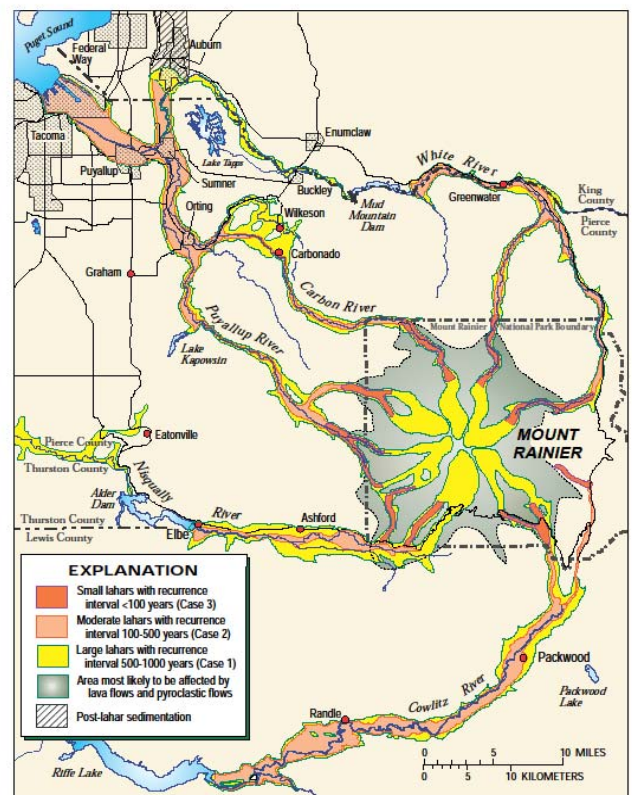 Puget Sound
Federal
Way
Auburn
Tacoma
Puyallup
Lake Tapps
Enumclaw
Sumner
Buckley
Orting
Wilkeson
Mud
Mountain
Dam
White River
Greenwater
King
County
Pierce
County
Graham
Carbonado
Carbon River
Puyallup River
Lake
Kapowsin
Mount Rainier
National Park Boundary
MOUNT
RAINIER
Eatonville
Pierce County
Thurston County
Nisqually
River
Alder
Dam
Thurston County
Lewis County
Elbe
Ashford
EXPLANATION
Small lahars with recurrence
interval <100 years (Case 3)
Moderate lahars with recurrence
interval 100-500 years (Case 2)
Large lahars with recurrence
interval 500-1000 years (Case 1)
Area most likely to be affected by
lava flows and pyroclastic flows
Post-lahar sedimentation
Packwood
Packwood
Lake
Cowlitz River
Randle
Riffe Lake
0 5 10 MILES
0 5 10 KILOMETERS